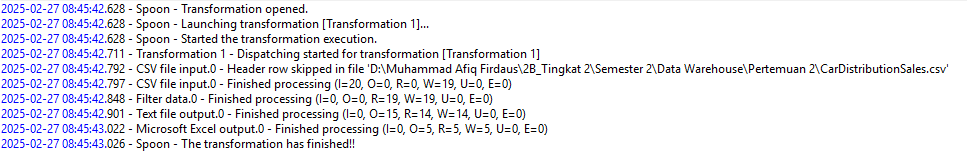 2025-02-27 08:45:42.628 - Spoon - Transformation opened.
2025-02-27 08:45:42.628 - Spoon - Launching transformation [Transformation 1]...
2025-02-27 08:45:42.628 - Spoon - Started the transformation execution.
2025-02-27 08:45:42.711 - Transformation 1 - Dispatching started for transformation [Transformation 1]
2025-02-27 08:45:42.792 - CSV file input.0 - Header row skipped in file 'D:\Muhammad Afiq Firdaus\2B_Tingkat 2\Semester 2\Data Warehouse\Pertemuan 2\CarDistributionSales.csv'
2025-02-27 08:45:42.797 - CSV file input.0 - Finished processing (I=20, O=0, R=0, W=19, U=0, E=0)
2025-02-27 08:45:42.848 - Filter data.0 - Finished processing (I=0, O=0, R=19, W=19, U=0, E=0)
2025-02-27 08:45:42.901 - Text file output.0 - Finished processing (I=0, O=15, R=14, W=14, U=0, E=0)
2025-02-27 08:45:43.022 - Microsoft Excel output.0 - Finished processing (I=0, O=5, R=5, W=5, U=0, E=0)
2025-02-27 08:45:43.026 - Spoon - The transformation has finished!!